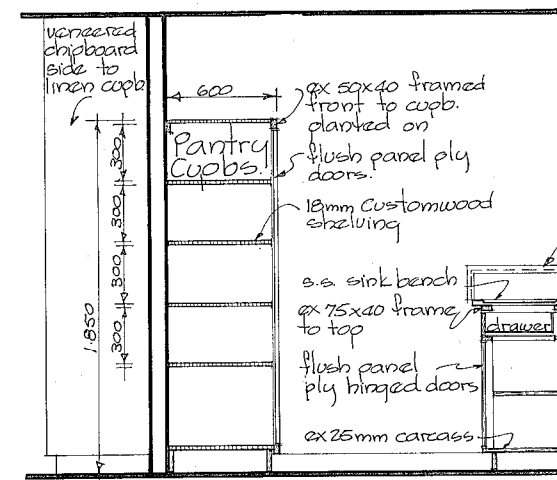 veneered
chipboard
side to
linen cupb
600
ex 50x40 framed
front to cupb.
planted on
Pantry
Cupbs.
flush panel ply
doors.
18mm Customwood
shelving
300
300
300
300
1.850
s.s. sink bench
ex 75x40 frame
to top
drawer
flush panel
ply hinged doors
ex 25mm carcass